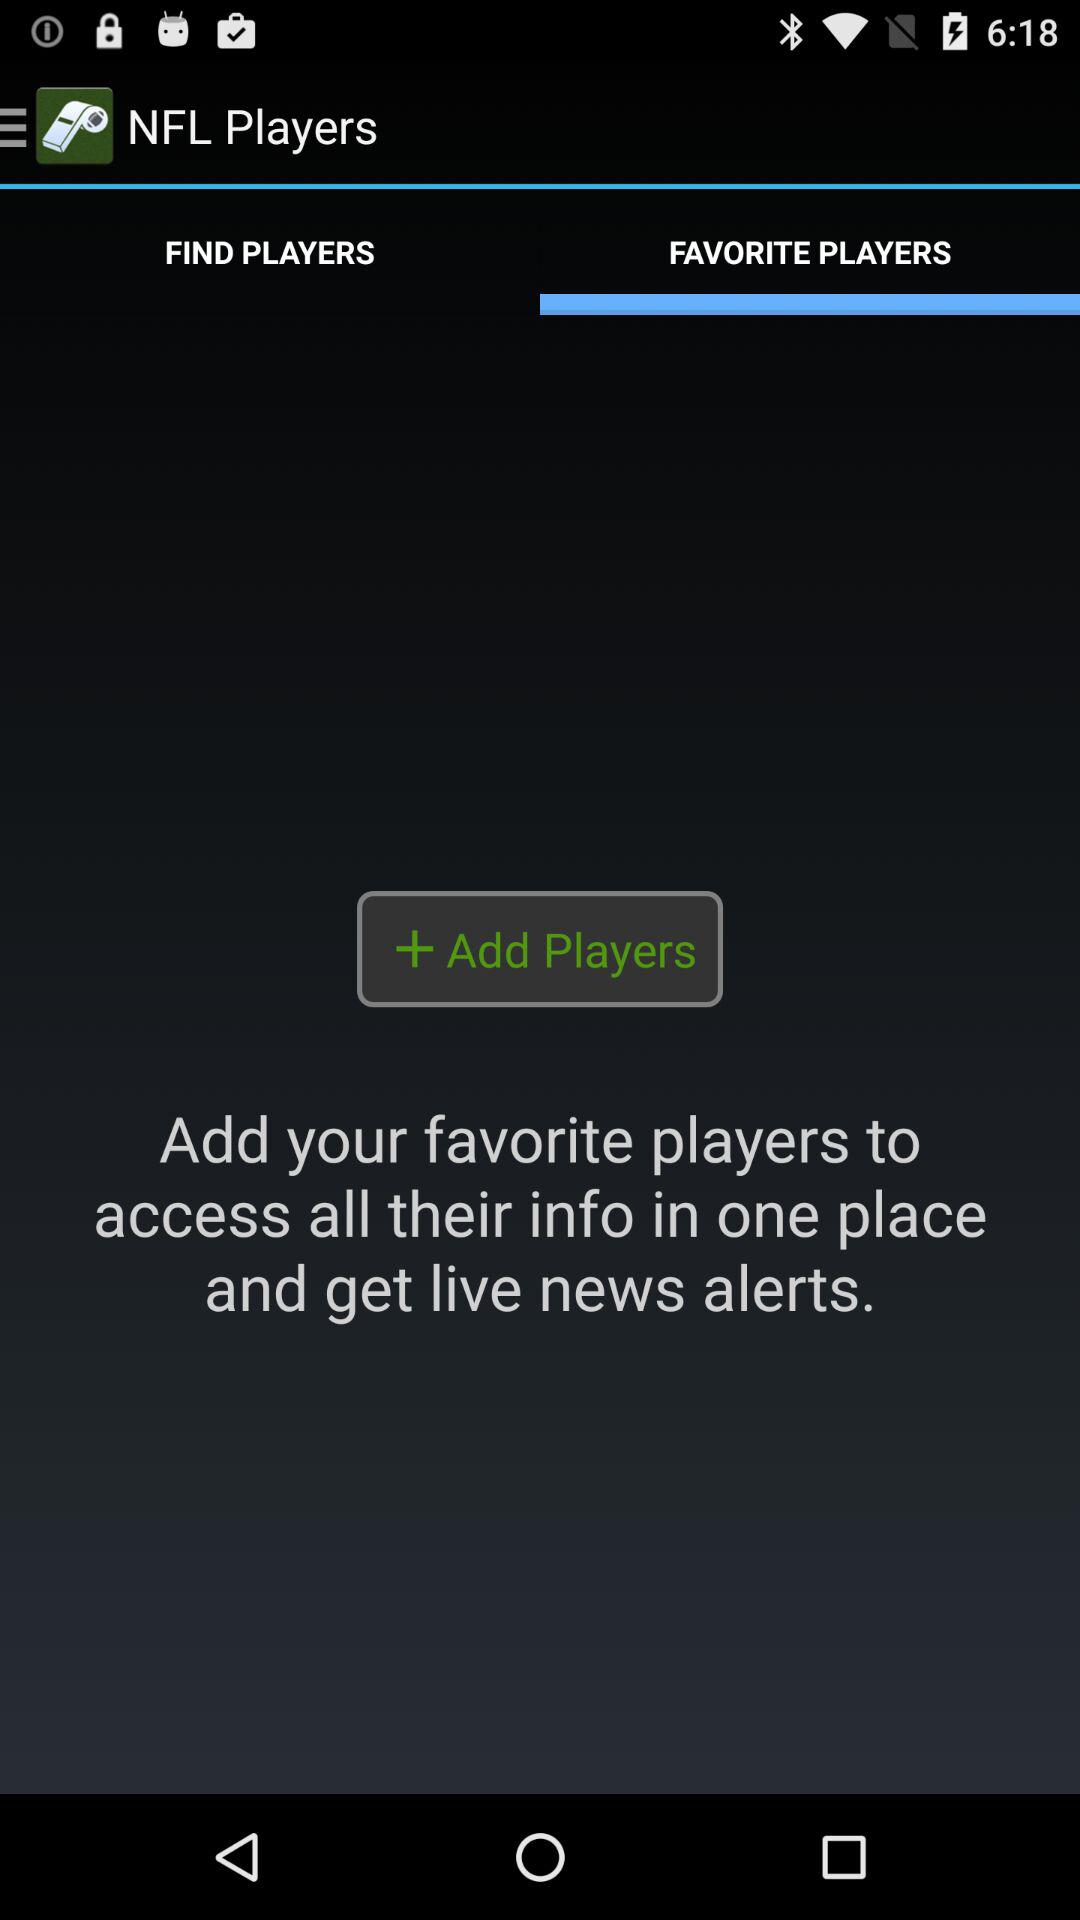 6:18
NFL Players
FIND PLAYERS
FAVORITE PLAYERS
+ Add Players
Add your favorite players to
access all their info in one place
and get live news alerts.